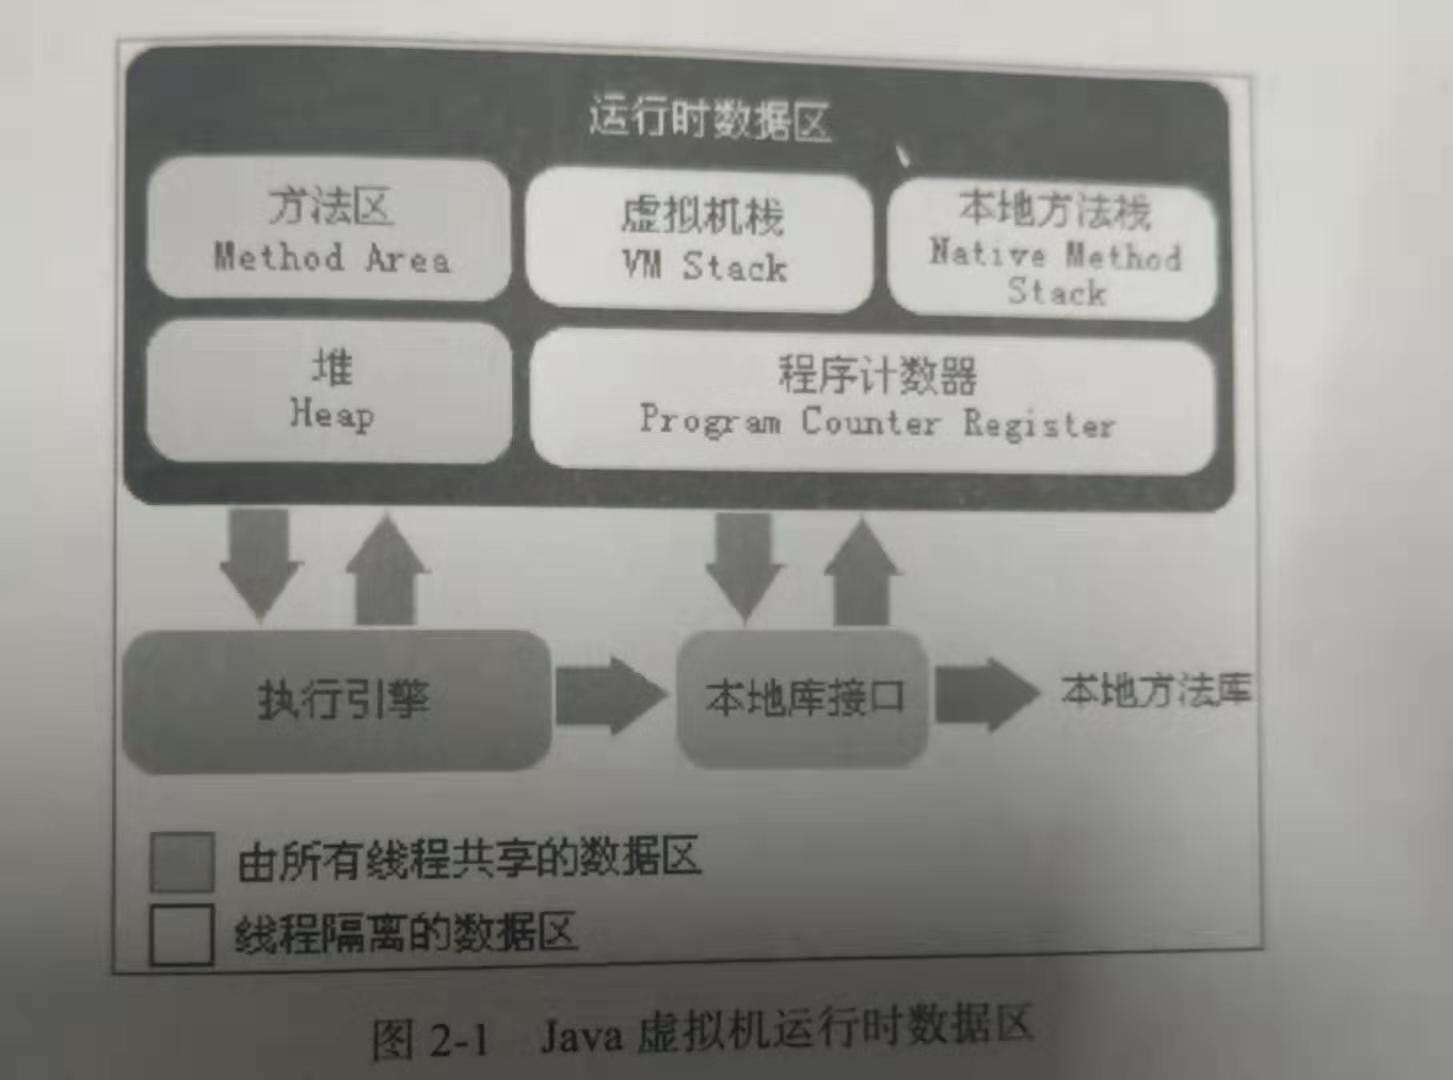 运行时数据区
方法区
Method Area
虚拟机栈
VM Stack
本地方法栈
Native Method
Stack
堆
Heap
程序计数器
Program Counter Register
执行引擎
本地库接口
本地方法库
由所有线程共享的数据区
线程隔离的数据区
图 2-1 Java 虚拟机运行时数据区